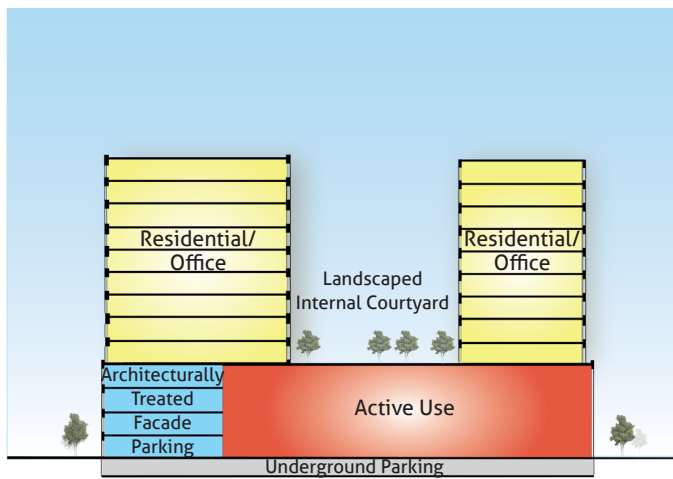 Residential/
Office
Residential/
Office
Landscaped
Internal Courtyard
Architecturally
Treated
Facade
Parking
Active Use
Underground Parking